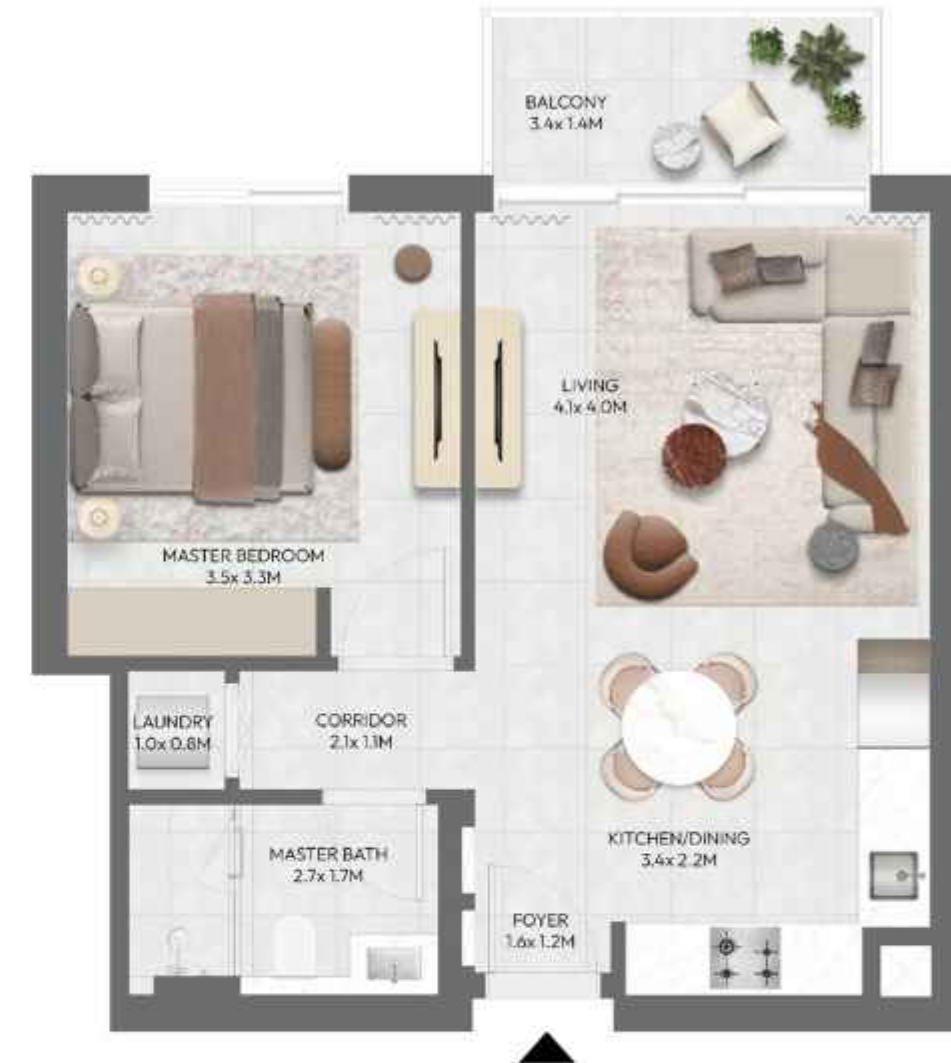 BALCONY
3.4x 1.4M
LIVING
4.1x 4.0M
MASTER BEDROOM
3.5x 3.3M
LAUNDRY
1.0x 0.8M
CORRIDOR
2.1x 1.1M
KITCHEN/DINING
3.4x 2.2M
MASTER BATH
2.7x 1.7M
FOYER
1.6x 1.2M